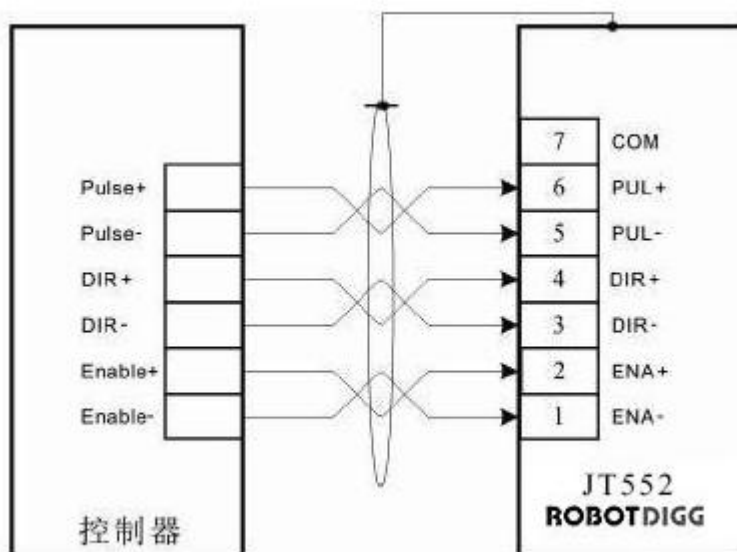 7 COM
Pulse+ 6 PUL+
Pulse- 5 PUL-
DIR+ 4 DIR+
DIR- 3 DIR-
Enable+ 2 ENA+
Enable- 1 ENA-
控制器
JT552
ROBOTDIGG